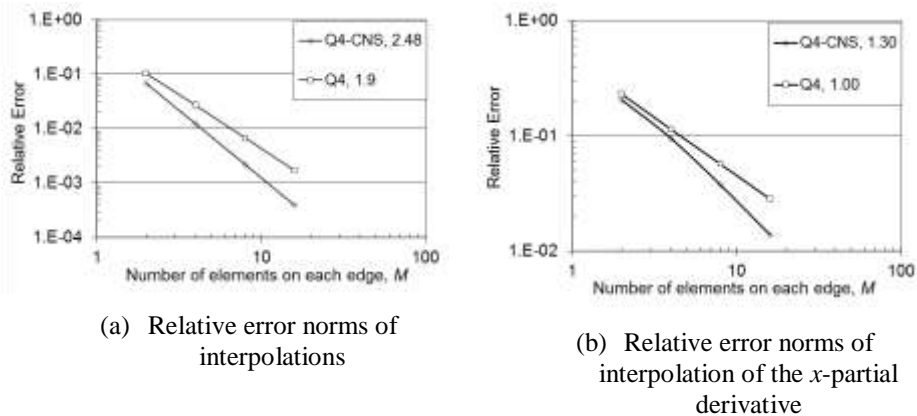 1.E+00
1.E-01
1.E-02
1.E-03
1.E-04
Relative Error
Q4-CNS, 2.48
Q4, 1.9
1
10
100
Number of elements on each edge, M
(a) Relative error norms of
interpolations
1.E+00
1.E-01
1.E-02
Relative Error
Q4-CNS, 1.30
Q4, 1.00
1
10
100
Number of elements on each edge, M
(b) Relative error norms of
interpolation of the x-partial
derivative